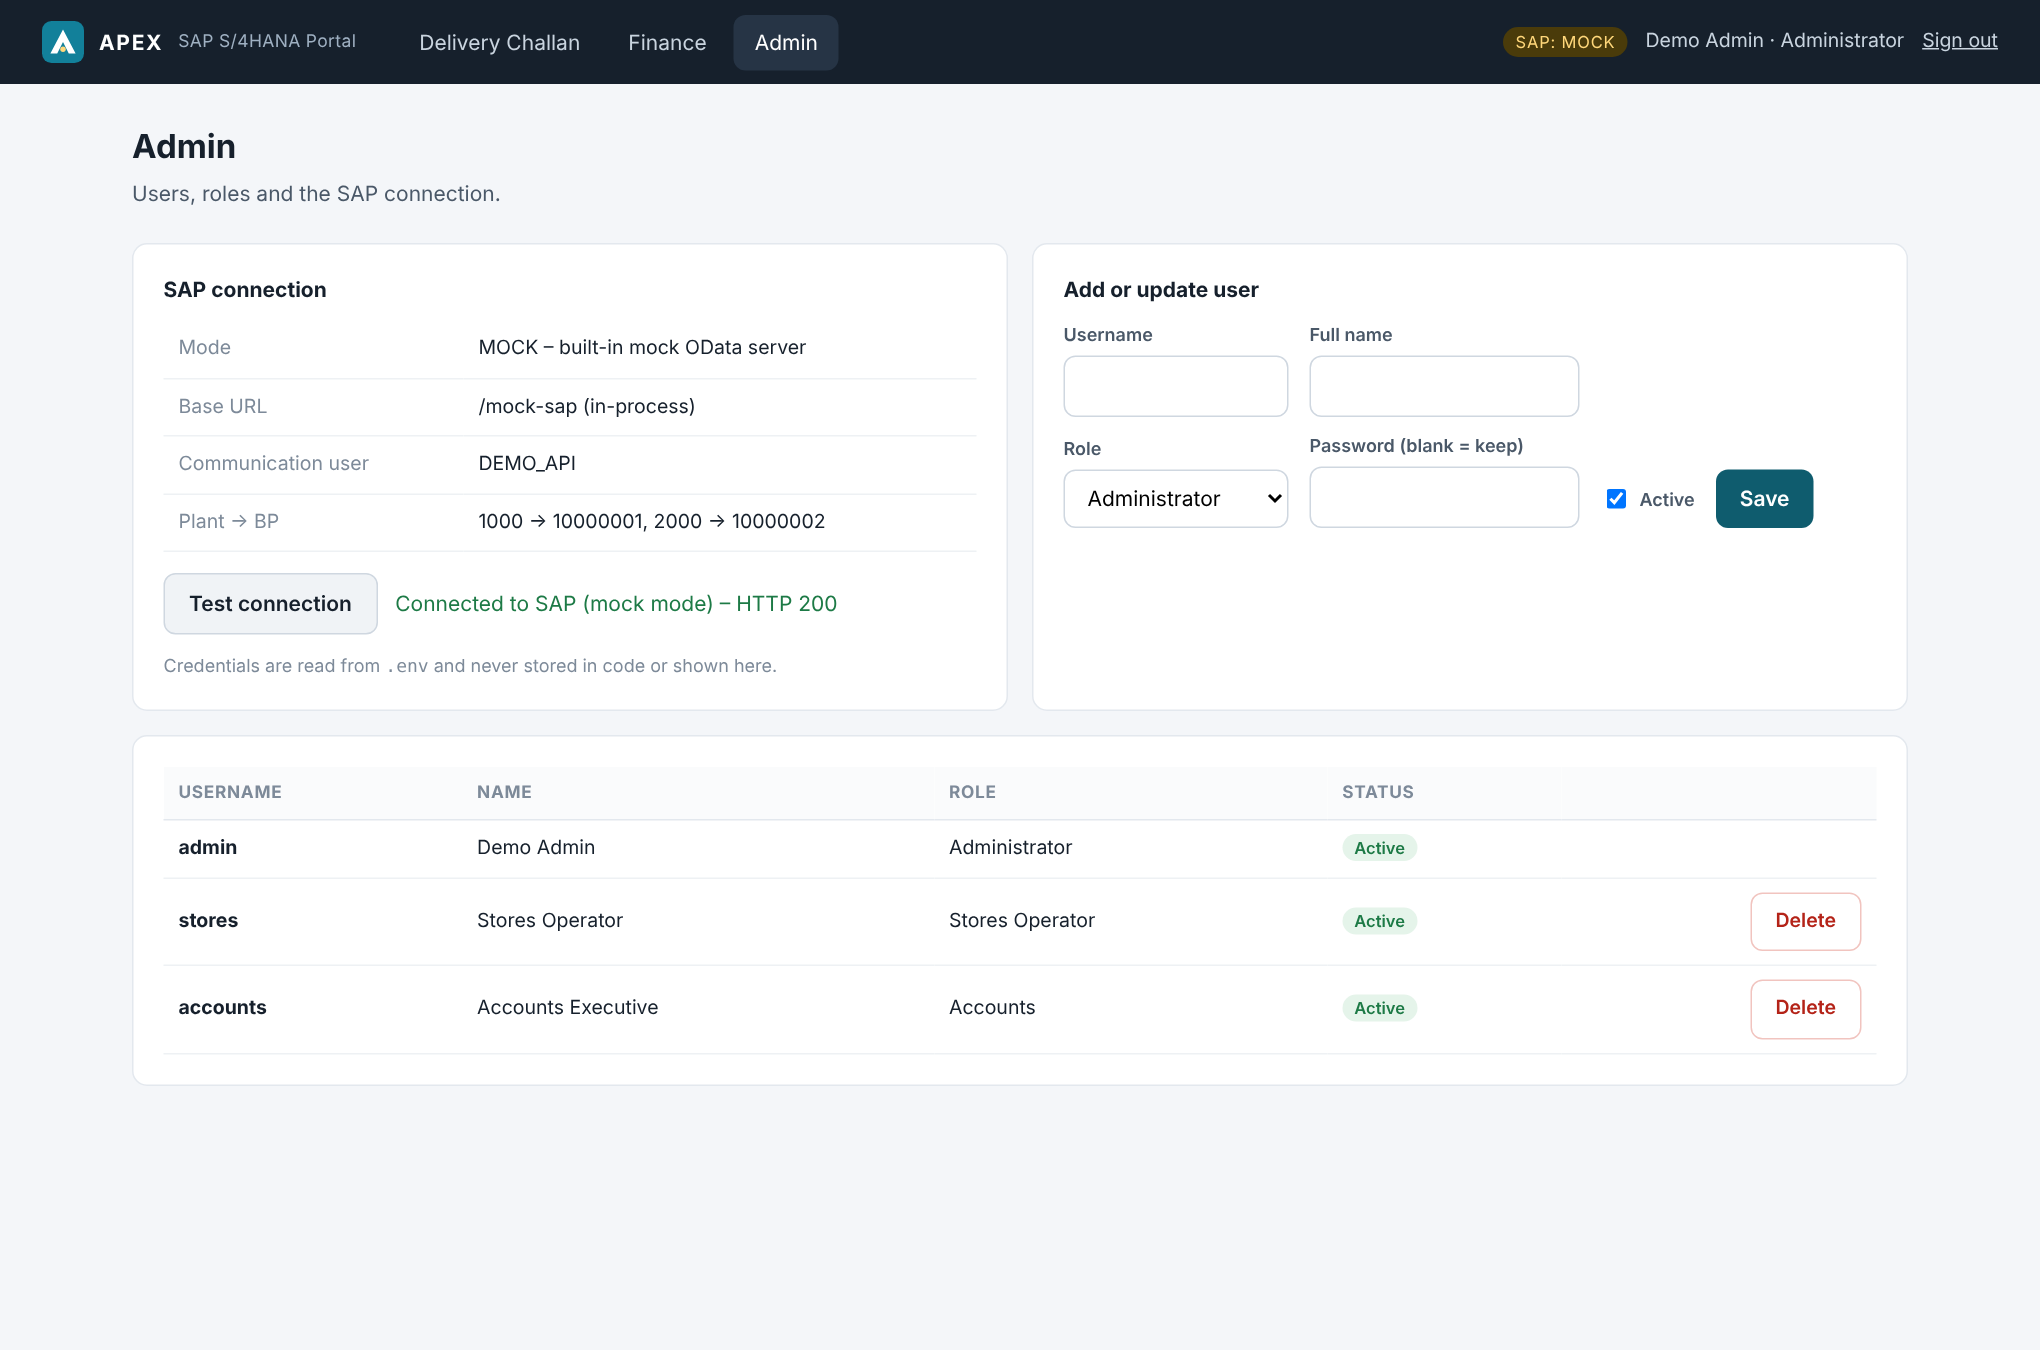 APEX SAP S/4HANA Portal Delivery Challan Finance Admin SAP: MOCK Demo Admin · Administrator Sign out
Admin
Users, roles and the SAP connection.
SAP connection
Mode MOCK – built-in mock OData server
Base URL /mock-sap (in-process)
Communication user DEMO_API
Plant → BP 1000 → 10000001, 2000 → 10000002
Test connection Connected to SAP (mock mode) – HTTP 200
Credentials are read from .env and never stored in code or shown here.
Add or update user
Username Full name
Role Password (blank = keep)
Administrator Active Save
USERNAME NAME ROLE STATUS
admin Demo Admin Administrator Active
stores Stores Operator Stores Operator Active Delete
accounts Accounts Executive Accounts Active Delete